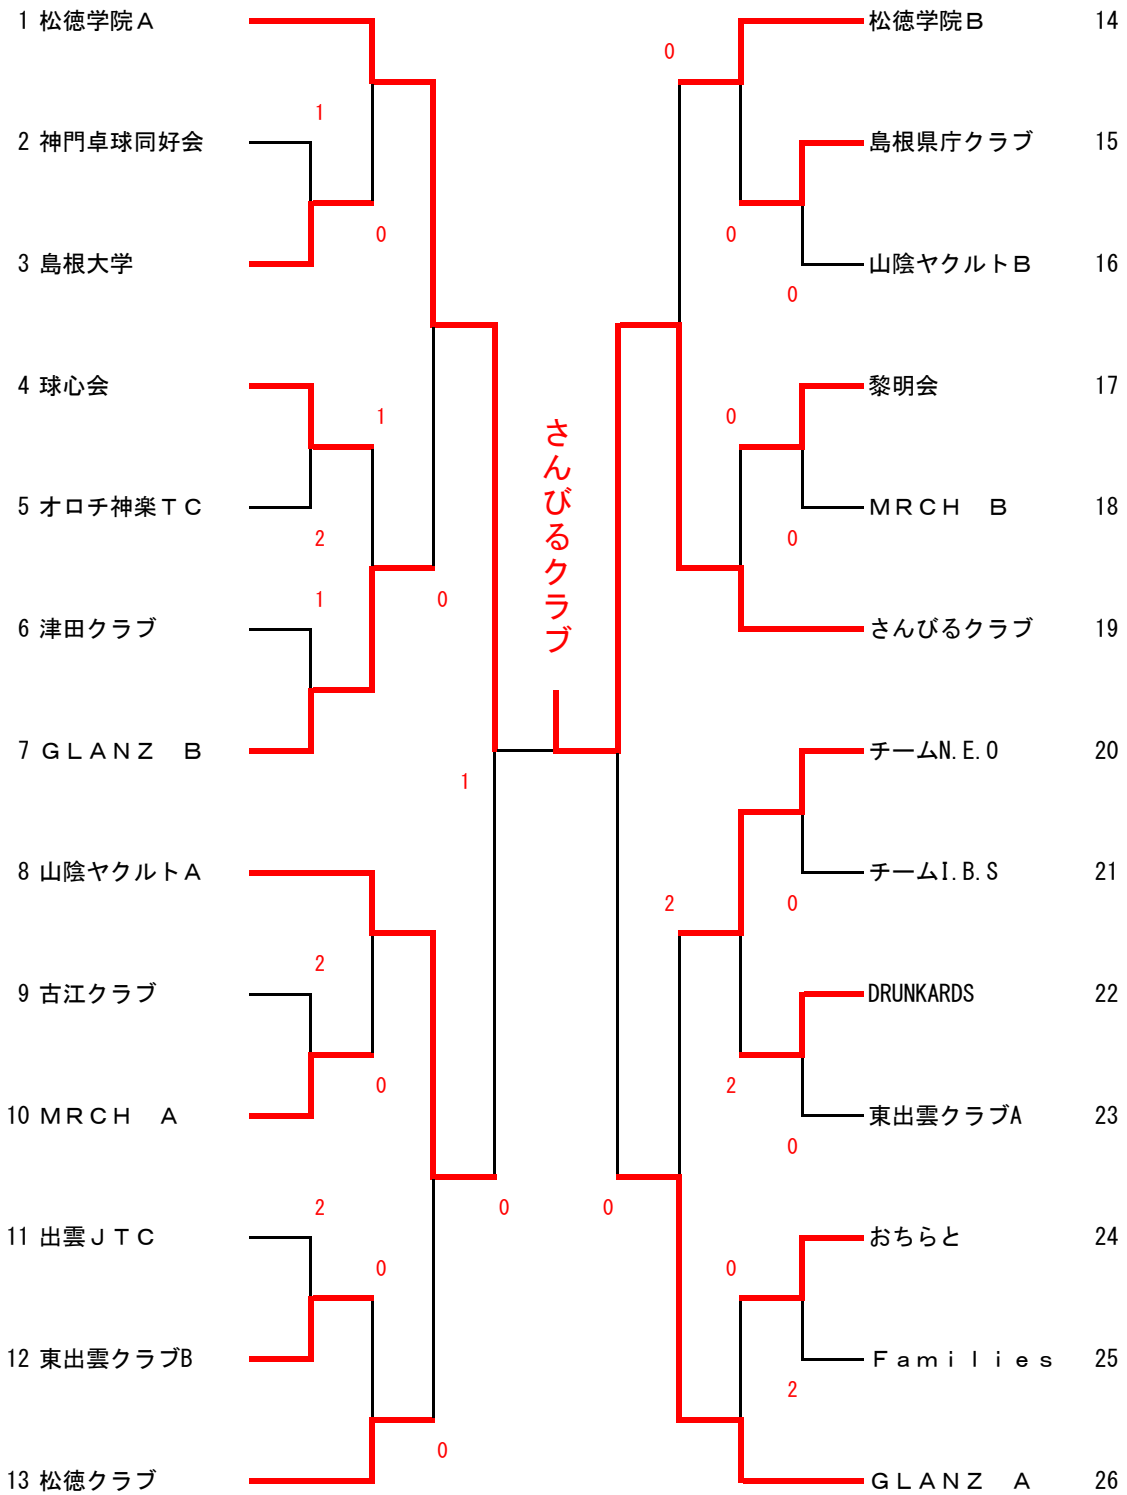 1 松徳学院Ａ
1
2 神門卓球同好会
0
3 島根大学
4 球心会
1
5 オロチ神楽ＴＣ
2
1
6 津田クラブ
0
7 ＧＬＡＮＺ　Ｂ
1
8 山陰ヤクルトＡ
2
9 古江クラブ
0
10 ＭＲＣＨ　Ａ
2
11 出雲ＪＴＣ
0
0
12 東出雲クラブB
0
13 松徳クラブ
さんびるクラブ
松徳学院Ｂ 14
0
島根県庁クラブ 15
0
山陰ヤクルトＢ 16
0
黎明会 17
0
ＭＲＣＨ　Ｂ 18
0
さんびるクラブ 19
チームN.E.O 20
チームI.B.S 21
2
0
DRUNKARDS 22
2
東出雲クラブA 23
0
0
おちらと 24
0
Ｆａｍｉｌｉｅｓ 25
2
ＧＬＡＮＺ　Ａ 26